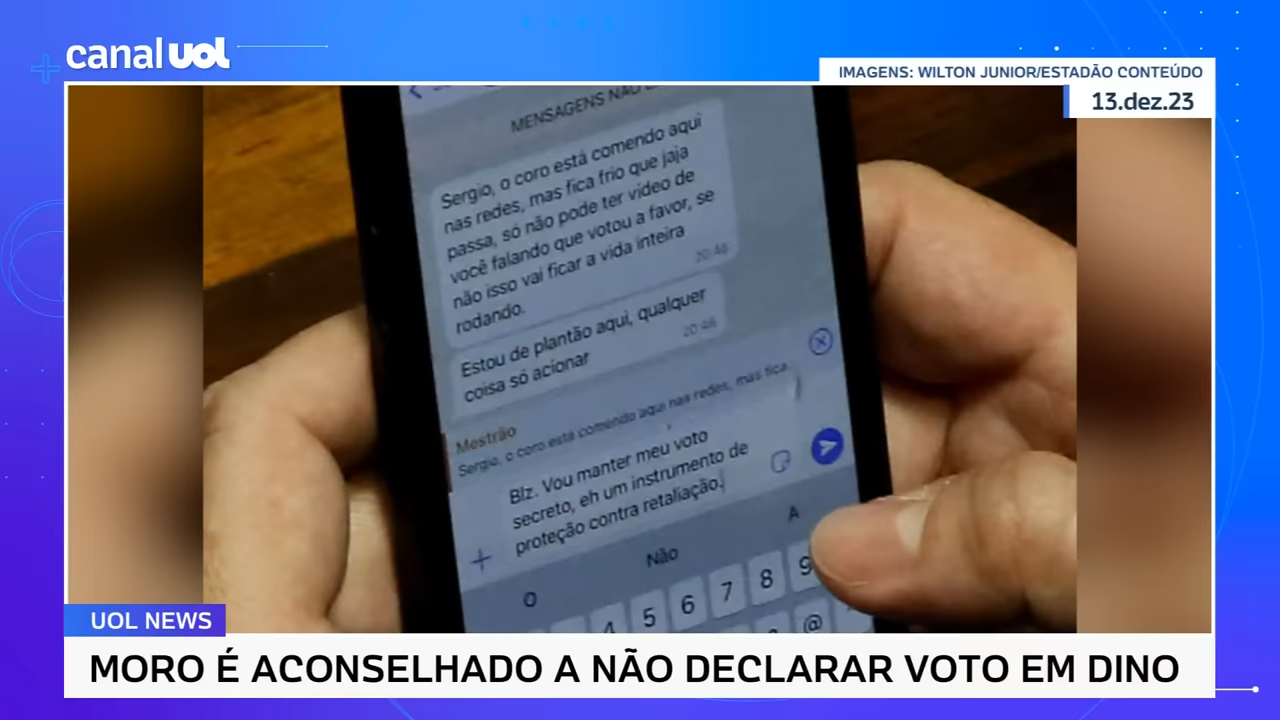 canal uol
IMAGENS: WILTON JUNIOR/ESTADÃO CONTEÚDO
13.dez.23
MENSAGENS NÃO
Sergio, o coro está comendo aqui
nas redes, mas fica frio que jaja
passa, só não pode ter vídeo de
você falando que votou a favor, se
não isso vai ficar a vida inteira
rodando.
20:46
Estou de plantão aqui, qualquer
coisa só acionar
20:46
Mestrão
Sergio, o coro está comendo aqui nas redes, mas fica
Blz. Vou manter meu voto
secreto, eh um instrumento de
proteção contra retaliação.
O
Não
A
4 5 6 7 8 9
@
UOL NEWS
MORO É ACONSELHADO A NÃO DECLARAR VOTO EM DINO